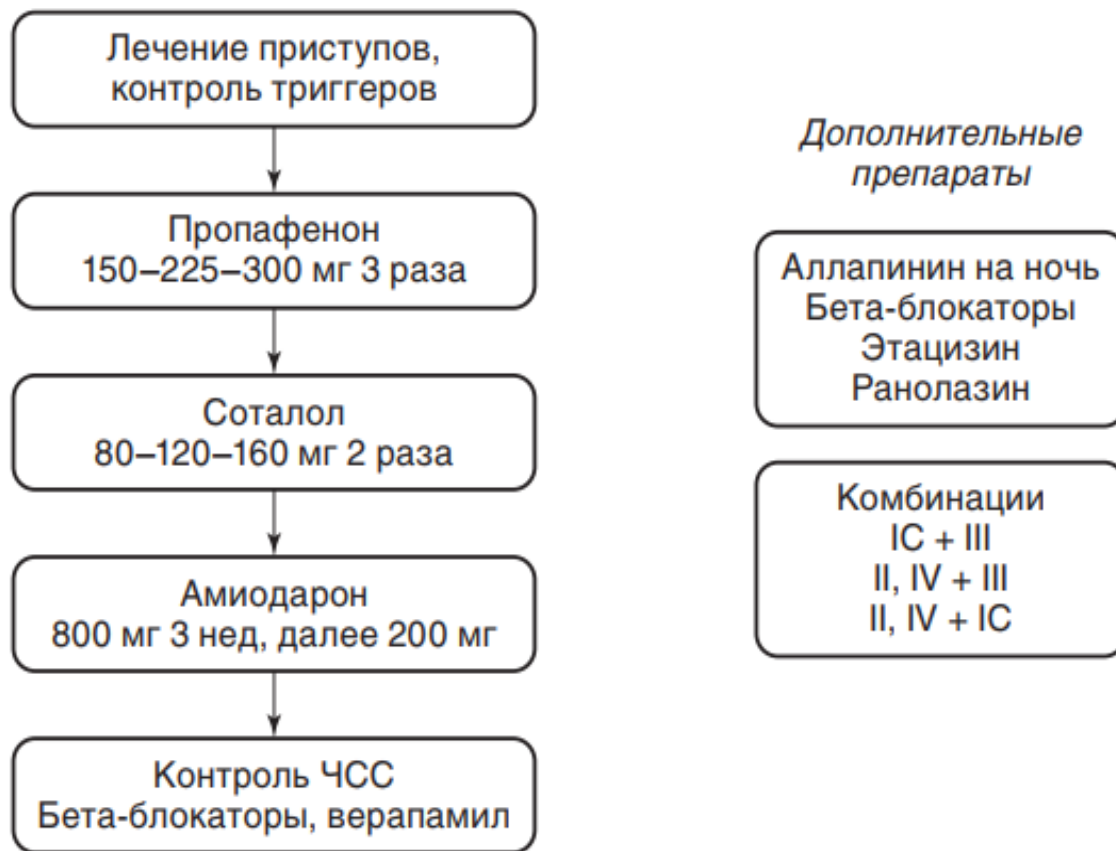 Лечение приступов,
контроль триггеров
Пропафенон
150–225–300 мг 3 раза
Соталол
80–120–160 мг 2 раза
Амиодарон
800 мг 3 нед, далее 200 мг
Контроль ЧСС
Бета-блокаторы, верапамил
Дополнительные
препараты
Аллапинин на ночь
Бета-блокаторы
Этацизин
Ранолазин
Комбинации
IC + III
II, IV + III
II, IV + IC